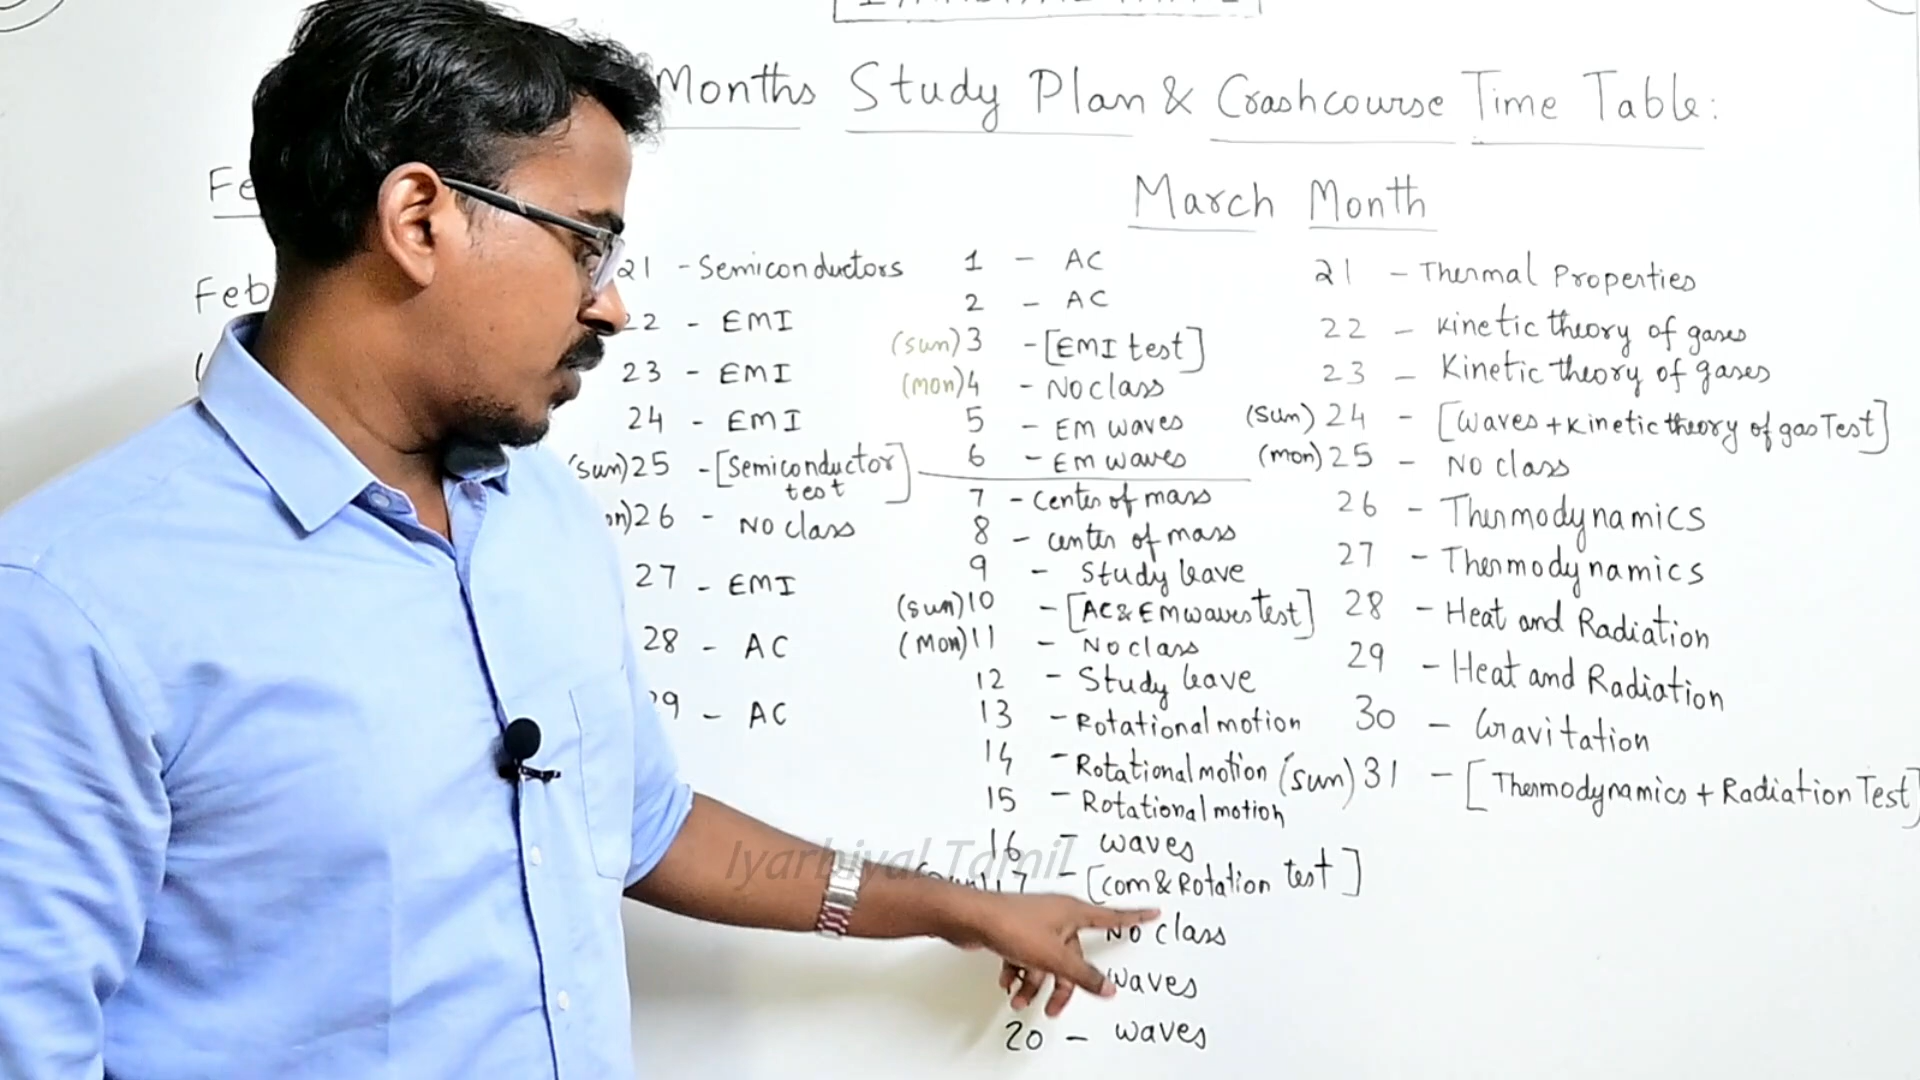 Months Study Plan & Crashcourse Time Table:
Fe
Feb
21 - Semiconductors
22 - EMI
23 - EMI
24 - EMI
(sun)25 - [Semiconductor test]
on)26 - No class
27 - EMI
28 - AC
29 - AC
March Month
1 - AC
2 - AC
(sun)3 - [EMI test]
(mon)4 - No class
5 - EM waves
6 - EM waves
7 - Center of mass
8 - center of mass
9 - Study leave
(sun)10 - [AC & EM waves test]
(Mon)11 - No class
12 - Study leave
13 - Rotational motion
14 - Rotational motion
15 - Rotational motion
16 - waves
17 - [com & Rotation test]
No class
waves
20 - waves
21 - Thermal Properties
22 - Kinetic theory of gases
23 - Kinetic theory of gases
(Sun) 24 - [Waves + Kinetic theory of gas Test]
(mon) 25 - No class
26 - Thermodynamics
27 - Thermodynamics
28 - Heat and Radiation
29 - Heat and Radiation
30 - Gravitation
(sun) 31 - [Thermodynamics + Radiation Test]
Iyarbiyal Tamil